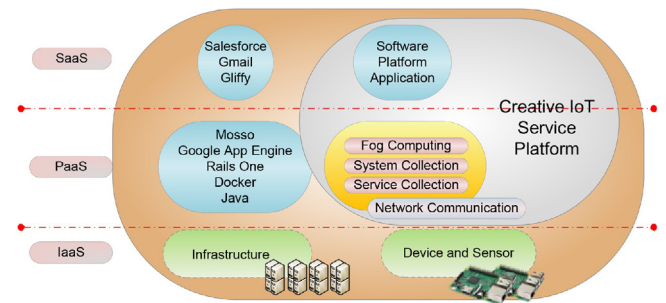 SaaS
Salesforce
Gmail
Gliffy
Software
Platform
Application
Creative IoT
Service
Platform
PaaS
Mosso
Google App Engine
Rails One
Docker
Java
Fog Computing
System Collection
Service Collection
Network Communication
IaaS
Infrastructure
Device and Sensor